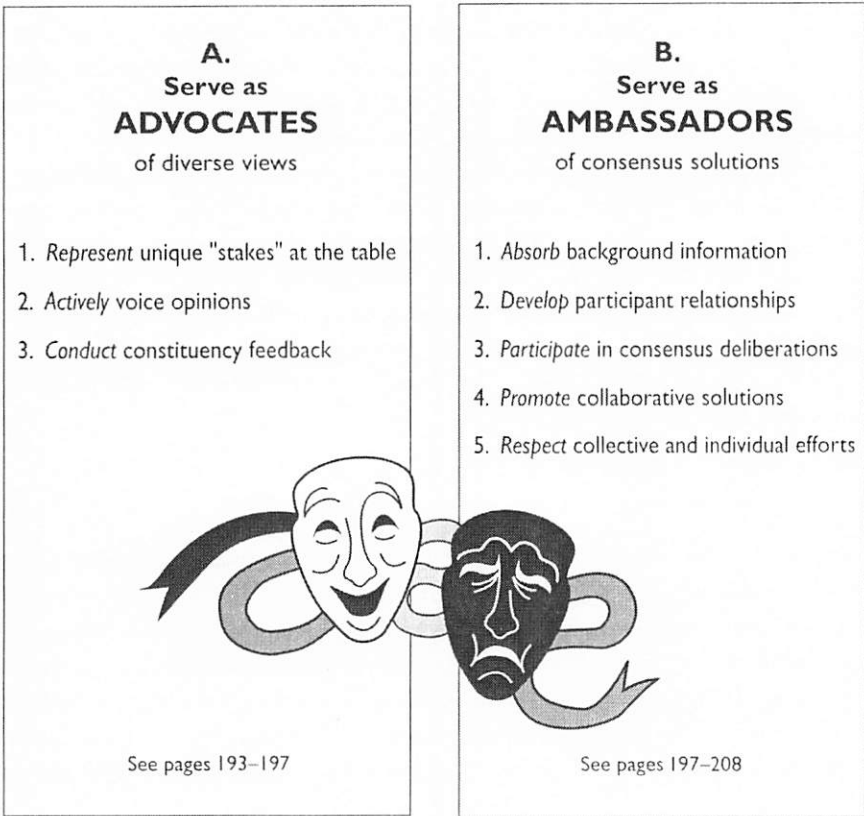 A.
Serve as
ADVOCATES
of diverse views
1. Represent unique "stakes" at the table
2. Actively voice opinions
3. Conduct constituency feedback
See pages 193–197
B.
Serve as
AMBASSADORS
of consensus solutions
1. Absorb background information
2. Develop participant relationships
3. Participate in consensus deliberations
4. Promote collaborative solutions
5. Respect collective and individual efforts
See pages 197–208